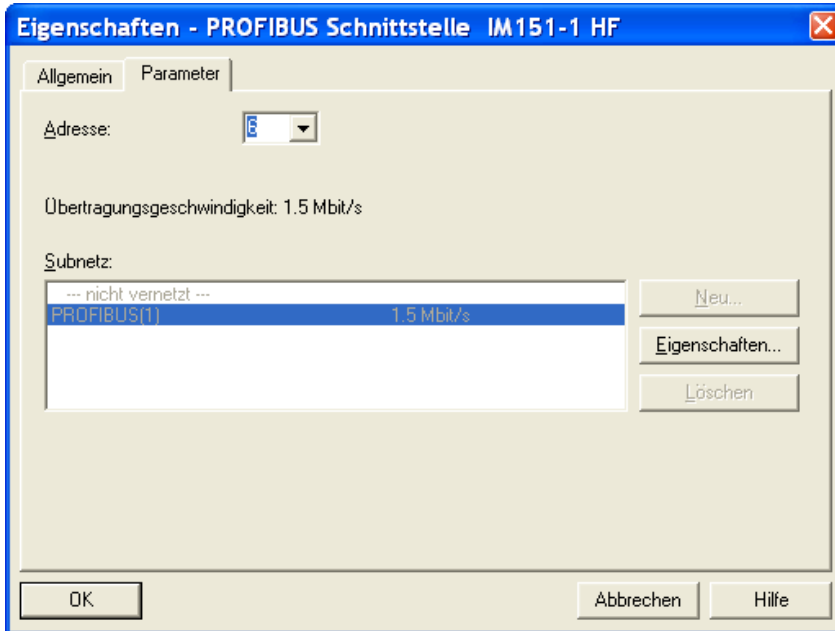 Eigenschaften - PROFIBUS Schnittstelle IM151-1 HF
Allgemein Parameter
Adresse: 6
Übertragungsgeschwindigkeit: 1.5 Mbit/s
Subnetz:
--- nicht vernetzt ---
Neu...
PROFIBUS(1) 1.5 Mbit/s
Eigenschaften...
Löschen
OK Abbrechen Hilfe